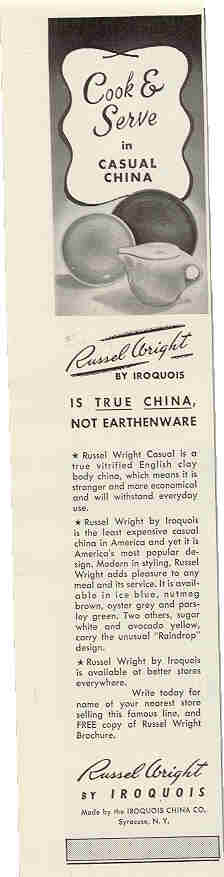 Cook &
Serve
in
CASUAL
CHINA
Russel Wright
BY IROQUOIS
IS TRUE CHINA,
NOT EARTHENWARE
★ Russel Wright Casual is a
true vitrified English clay
body china, which means it is
stronger and more economical
and will withstand everyday
use.
★ Russel Wright by Iroquois
is the least expensive casual
china in America and yet it is
America's most popular de-
sign. Modern in styling, Russel
Wright adds pleasure to any
meal and its service. It is avail-
able in ice blue, nutmeg
brown, oyster grey and pars-
ley green. Two others, sugar
white and avocado yellow,
carry the unusual "Raindrop"
design.
★ Russel Wright by Iroquois
is available at better stores
everywhere.
Write today for
name of your nearest store
selling this famous line, and
FREE copy of Russel Wright
Brochure.
Russel Wright
BY IROQUOIS
Made by the IROQUOIS CHINA CO.
Syracuse, N. Y.